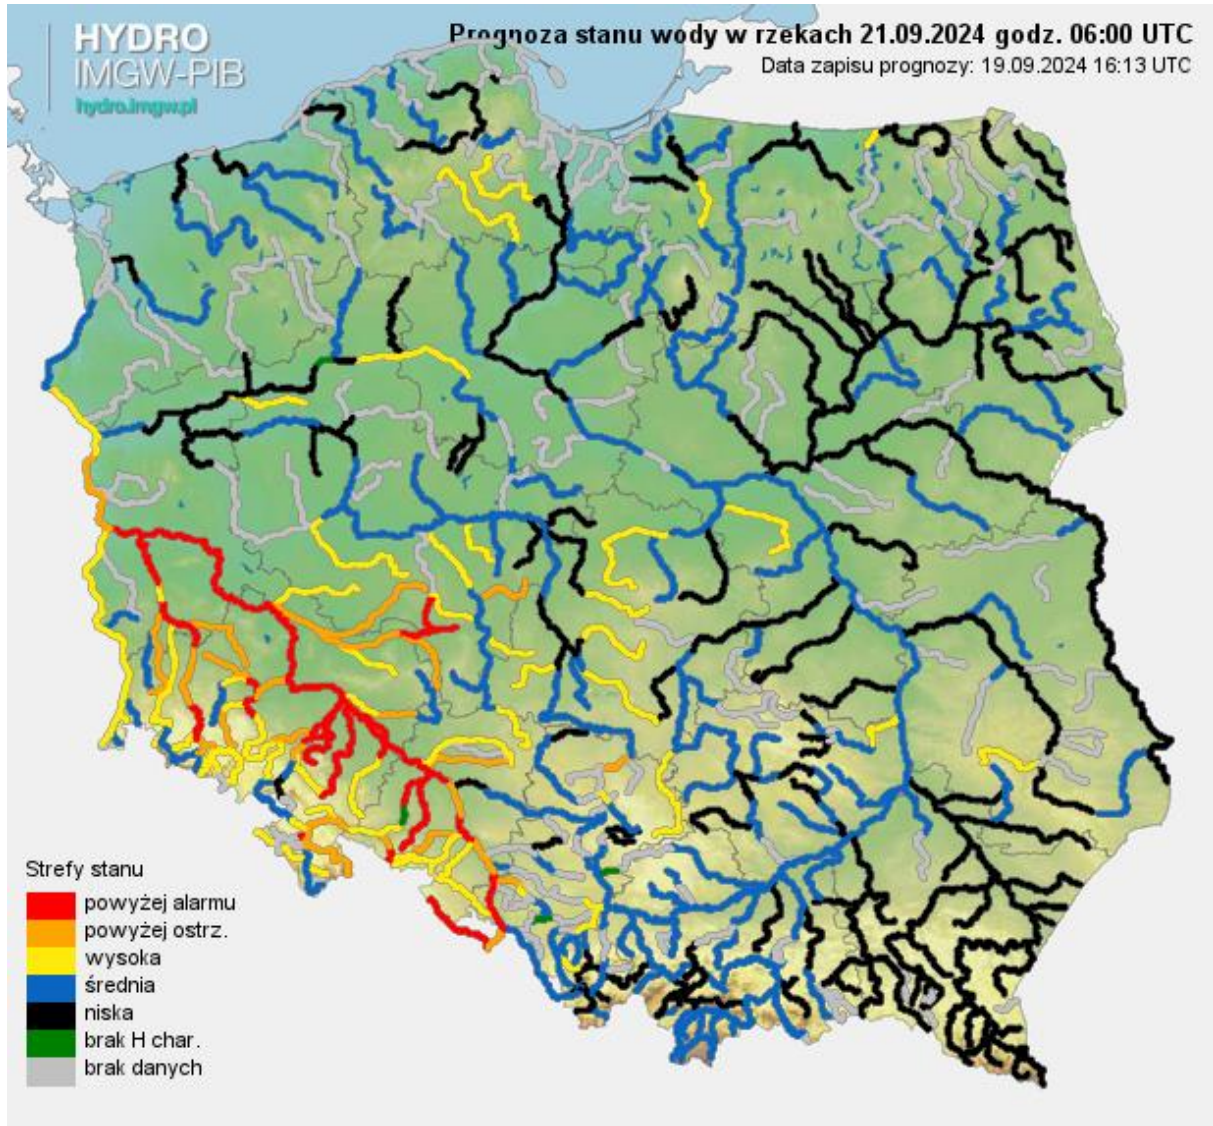 HYDRO
IMGW-PIB
hydro.imgw.pl
Prognoza stanu wody w rzekach 21.09.2024 godz. 06:00 UTC
Data zapisu prognozy: 19.09.2024 16:13 UTC
Strefy stanu
powyżej alarmu
powyżej ostrz.
wysoka
średnia
niska
brak H char.
brak danych